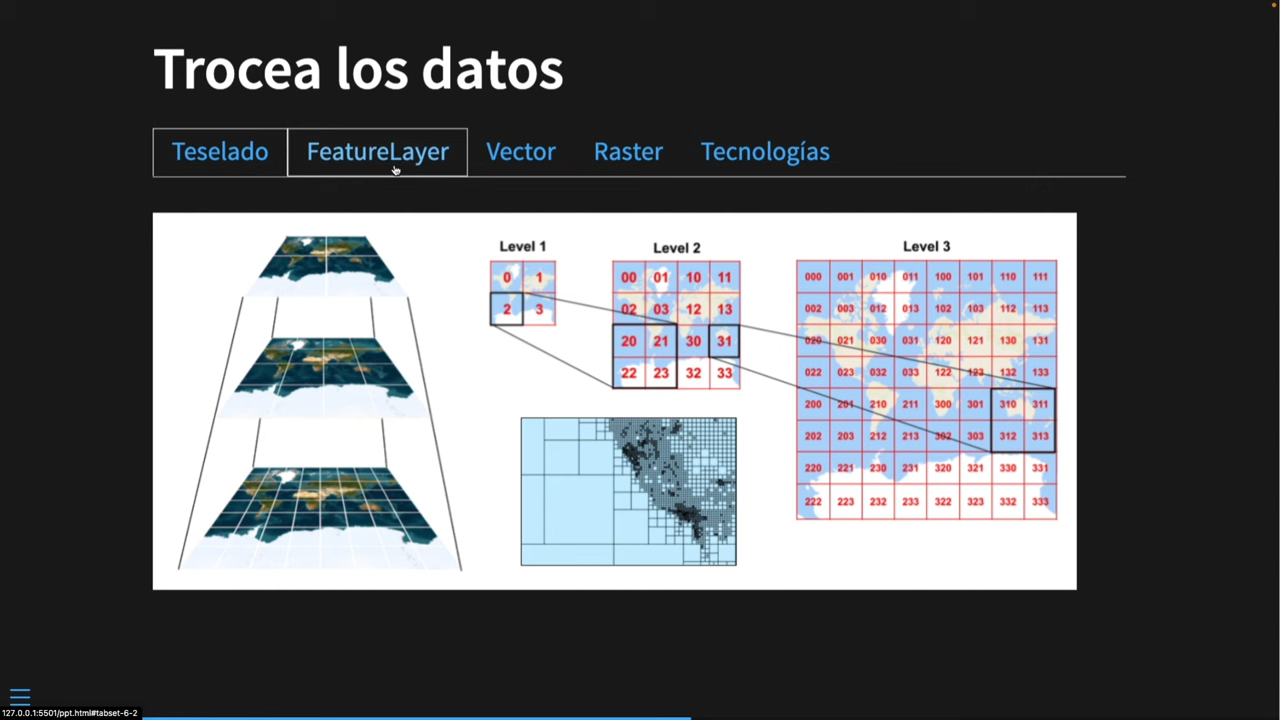 Trocea los datos
Teselado FeatureLayer Vector Raster Tecnologías
Level 1
0 1
2 3
Level 2
00 01 10 11
02 03 12 13
20 21 30 31
22 23 32 33
Level 3
000 001 010 011 100 101 110 111
002 003 012 013 102 103 112 113
020 021 030 031 120 121 130 131
022 023 032 033 122 123 132 133
200 201 210 211 300 301 310 311
202 203 212 213 302 303 312 313
220 221 230 231 320 321 330 331
222 223 232 233 322 323 332 333
127.0.0.1:5501/ppt.html#tabset-6-2